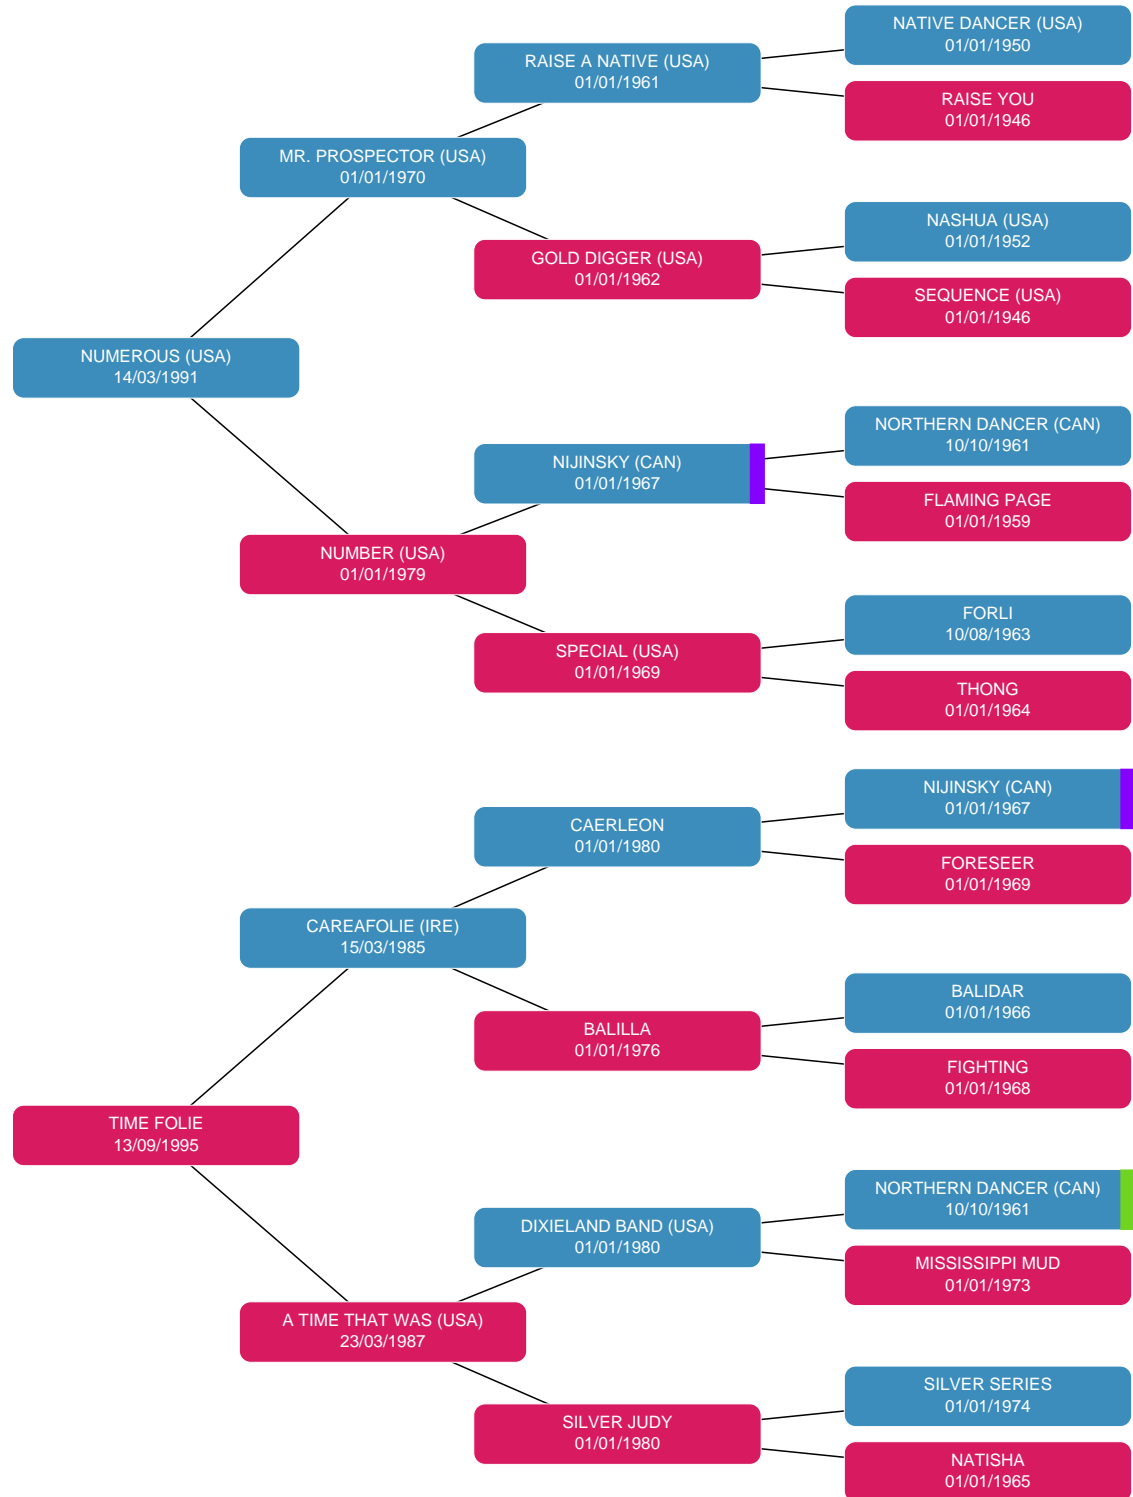 NATIVE DANCER (USA)
01/01/1950
RAISE A NATIVE (USA)
01/01/1961
RAISE YOU
01/01/1946
MR. PROSPECTOR (USA)
01/01/1970
NASHUA (USA)
01/01/1952
GOLD DIGGER (USA)
01/01/1962
SEQUENCE (USA)
01/01/1946
NUMEROUS (USA)
14/03/1991
NORTHERN DANCER (CAN)
10/10/1961
NIJINSKY (CAN)
01/01/1967
FLAMING PAGE
01/01/1959
NUMBER (USA)
01/01/1979
FORLI
10/08/1963
SPECIAL (USA)
01/01/1969
THONG
01/01/1964
NIJINSKY (CAN)
01/01/1967
CAERLEON
01/01/1980
FORESEER
01/01/1969
CAREAFOLIE (IRE)
15/03/1985
BALIDAR
01/01/1966
BALILLA
01/01/1976
FIGHTING
01/01/1968
TIME FOLIE
13/09/1995
NORTHERN DANCER (CAN)
10/10/1961
DIXIELAND BAND (USA)
01/01/1980
MISSISSIPPI MUD
01/01/1973
A TIME THAT WAS (USA)
23/03/1987
SILVER SERIES
01/01/1974
SILVER JUDY
01/01/1980
NATISHA
01/01/1965